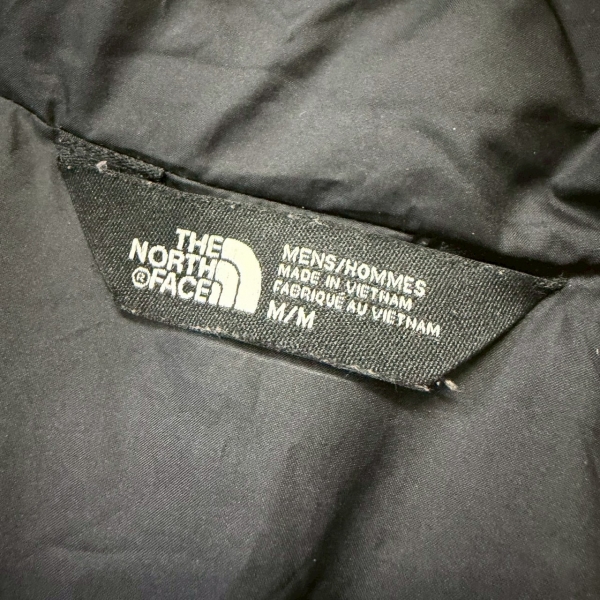 THE
NORTH
®FACE
MENS/HOMMES
MADE IN VIETNAM
FABRIQUE AU VIETNAM
M/M